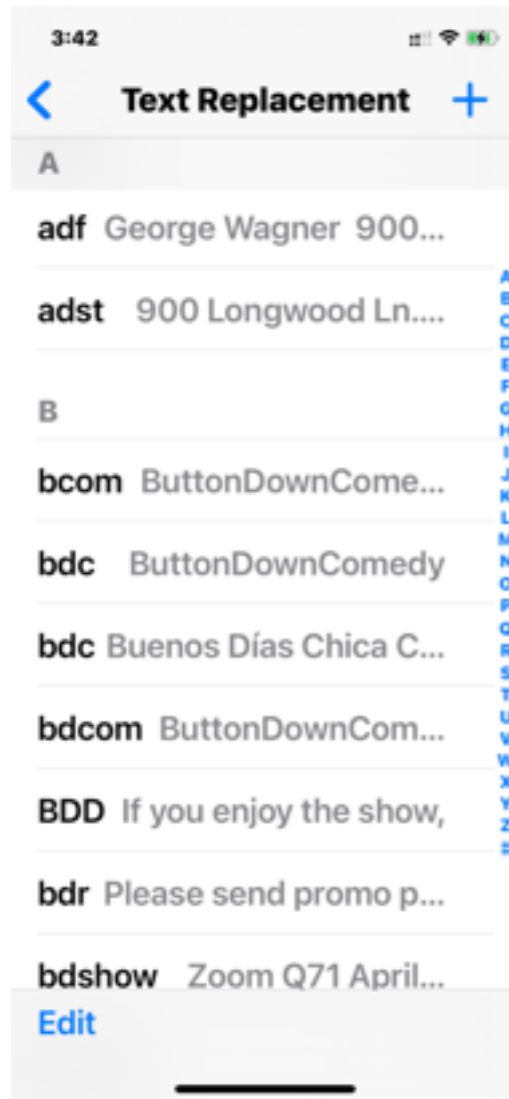 3:42
Text Replacement
A
adf George Wagner 900...
adst 900 Longwood Ln....
B
bcom ButtonDownCome...
bdc ButtonDownComedy
bdc Buenos Días Chica C...
bdcom ButtonDownCom...
BDD If you enjoy the show,
bdr Please send promo p...
bdshow Zoom Q71 April...
Edit
A
B
C
D
E
F
G
H
I
J
K
L
M
N
O
P
Q
R
S
T
U
V
W
X
Y
Z
#